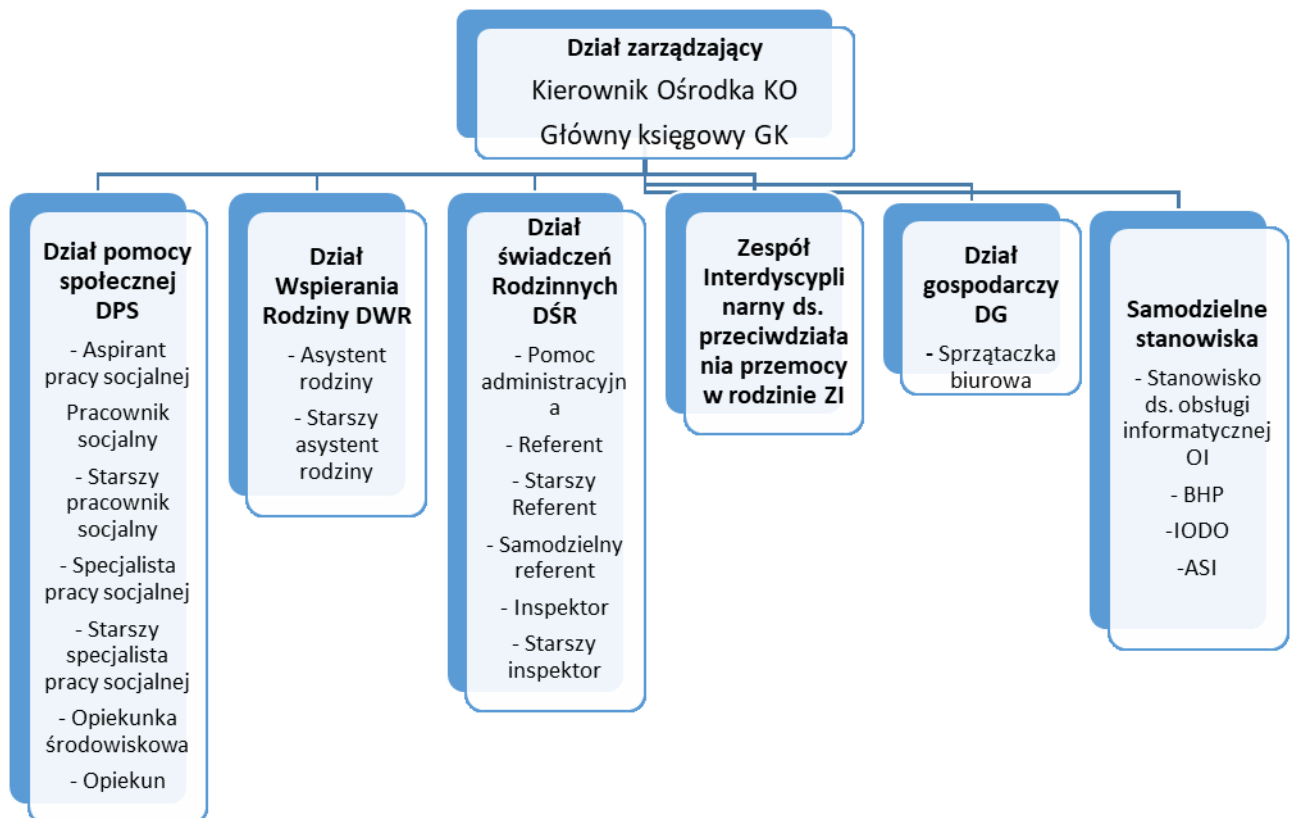 Dział zarządzający
Kierownik Ośrodka KO
Główny księgowy GK
Dział pomocy
społecznej
DPS
- Aspirant
pracy socjalnej
Pracownik
socjalny
- Starszy
pracownik
socjalny
- Specjalista
pracy socjalnej
- Starszy
specjalista
pracy socjalnej
- Opiekunka
środowiskowa
- Opiekun
Dział
Wspierania
Rodziny DWR
- Asystent
rodziny
- Starszy
asystent
rodziny
Dział
świadczeń
Rodzinnych
DŚR
- Pomoc
administracyjn
a
- Referent
- Starszy
Referent
- Samodzielny
referent
- Inspektor
- Starszy
inspektor
Zespół
Interdyscypli
narny ds.
przeciwdziała
nia przemocy
w rodzinie ZI
Dział
gospodarczy
DG
- Sprzątaczka
biurowa
Samodzielne
stanowiska
- Stanowisko
ds. obsługi
informatycznej
OI
- BHP
-IODO
-ASI